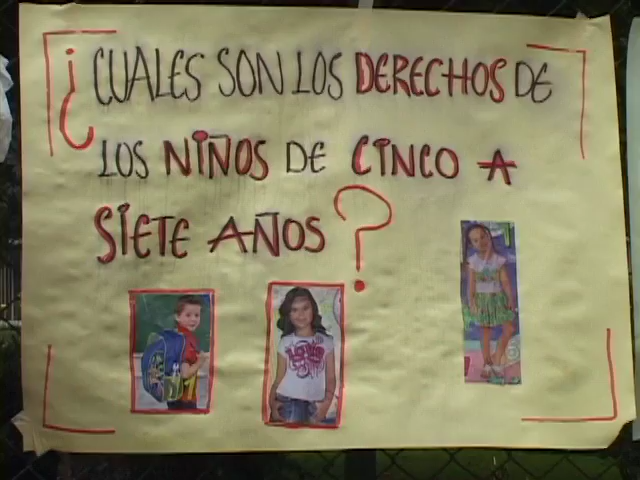 ¿CUALES SON LOS DERECHOS DE
LOS NIÑOS DE CINCO A
SIETE AÑOS?